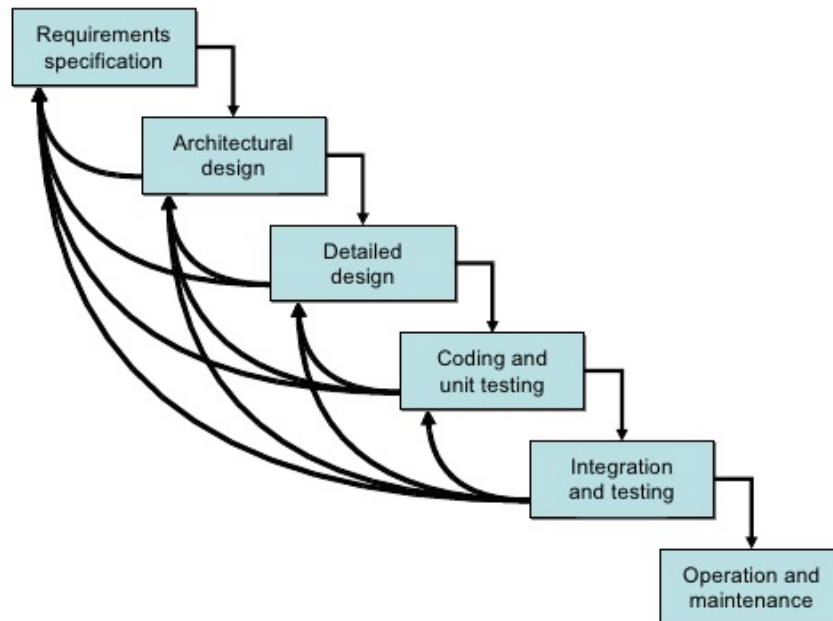 Requirements
specification
Architectural
design
Detailed
design
Coding and
unit testing
Integration
and testing
Operation and
maintenance